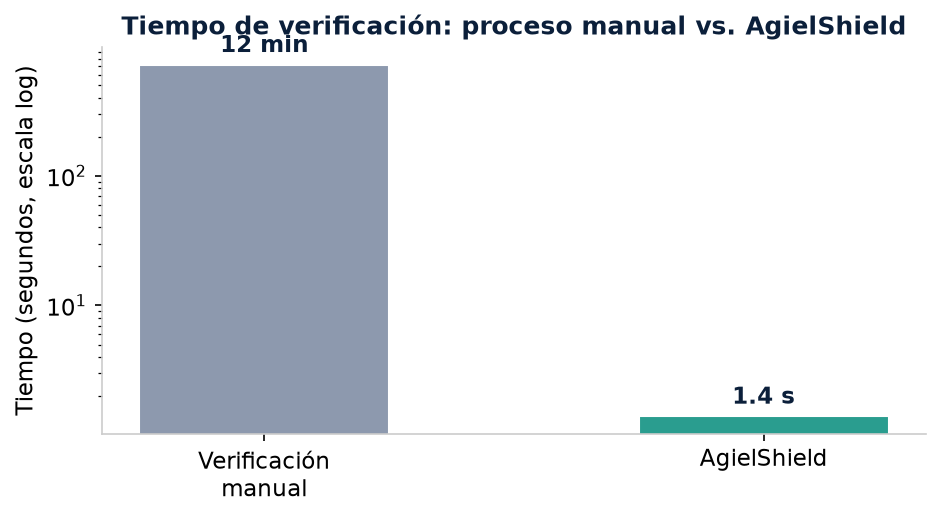 Tiempo de verificación: proceso manual vs. AgielShield
12 min
Tiempo (segundos, escala log)
10²
10¹
1.4 s
Verificación
manual
AgielShield